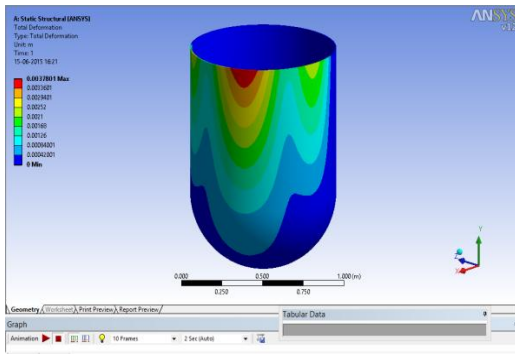 A: Static Structural (ANSYS)
Total Deformation
Type: Total Deformation
Unit: m
Time: 1
15-06-2015 16:21
0.0037801 Max
0.0033601
0.0029401
0.00252
0.0021
0.00168
0.00126
0.00084001
0.00042001
0 Min
ANSYS
Y
Z
X
0.000 0.500 1.000 (m)
0.250 0.750
Geometry Worksheet Print Preview Report Preview
Graph
Animation 10 Frames 2 Sec (Auto)
Tabular Data